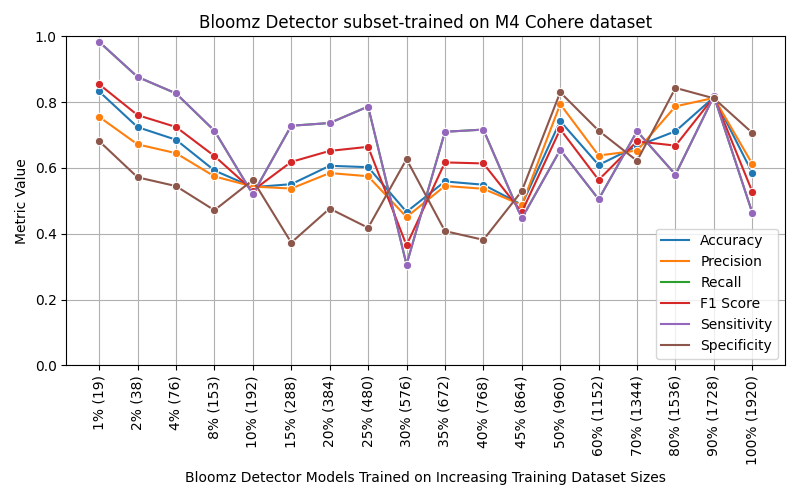 Bloomz Detector subset-trained on M4 Cohere dataset
1.0
0.8
0.6
0.4
0.2
0.0
Metric Value
Accuracy
Precision
Recall
F1 Score
Sensitivity
Specificity
1% (19)
2% (38)
4% (76)
8% (153)
10% (192)
15% (288)
20% (384)
25% (480)
30% (576)
35% (672)
40% (768)
45% (864)
50% (960)
60% (1152)
70% (1344)
80% (1536)
90% (1728)
100% (1920)
Bloomz Detector Models Trained on Increasing Training Dataset Sizes